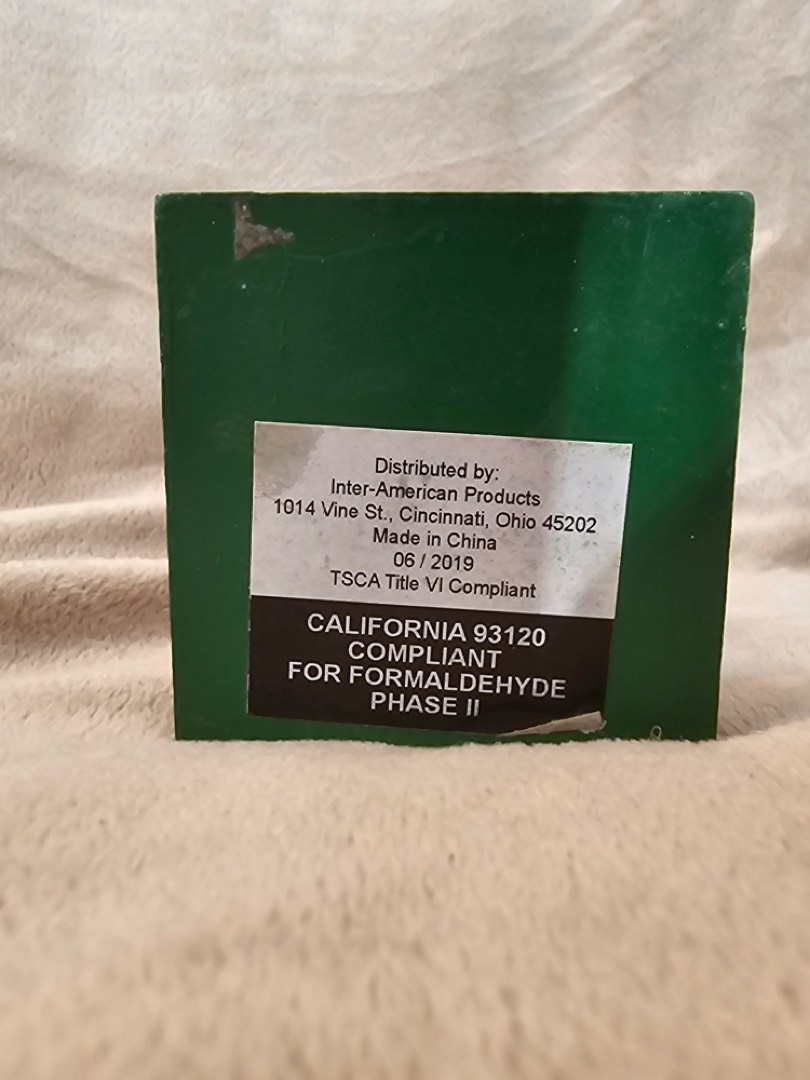 Distributed by:
Inter-American Products
1014 Vine St., Cincinnati, Ohio 45202
Made in China
06 / 2019
TSCA Title VI Compliant
CALIFORNIA 93120
COMPLIANT
FOR FORMALDEHYDE
PHASE II